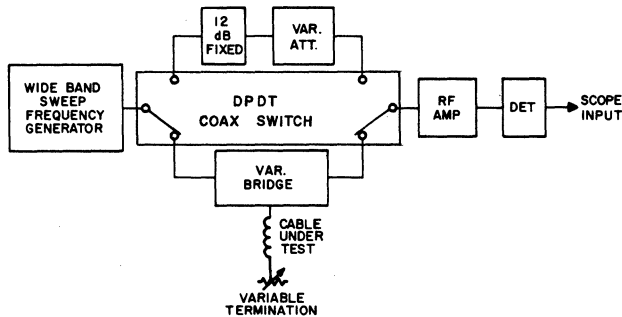 12
dB
FIXED
VAR.
ATT.
WIDE BAND
SWEEP
FREQUENCY
GENERATOR
DPDT
COAX SWITCH
RF
AMP
DET
SCOPE
INPUT
VAR.
BRIDGE
CABLE
UNDER
TEST
VARIABLE
TERMINATION